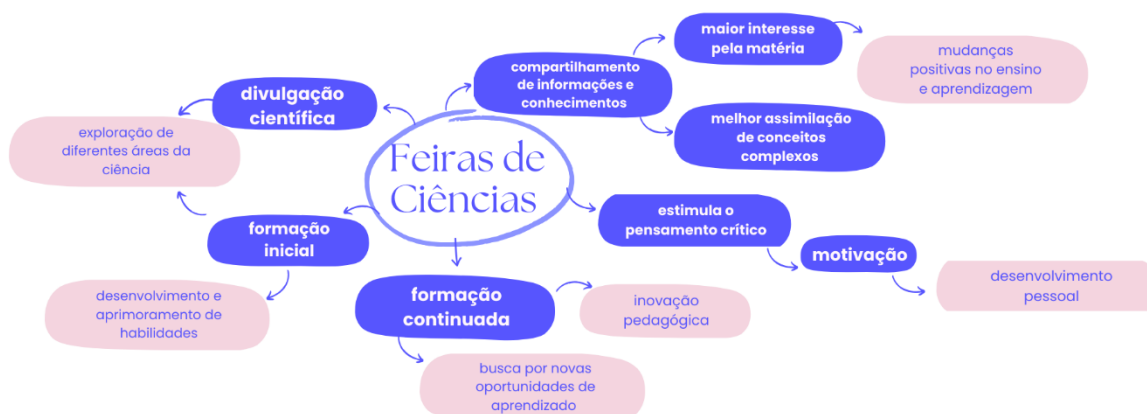 Feiras de
Ciências
compartilhamento
de informações e
conhecimentos
maior interesse
pela matéria
mudanças
positivas no ensino
e aprendizagem
melhor assimilação
de conceitos
complexos
divulgação
científica
exploração de
diferentes áreas da
ciência
formação
inicial
desenvolvimento e
aprimoramento de
habilidades
formação
continuada
inovação
pedagógica
busca por novas
oportunidades de
aprendizado
estimula o
pensamento crítico
motivação
desenvolvimento
pessoal